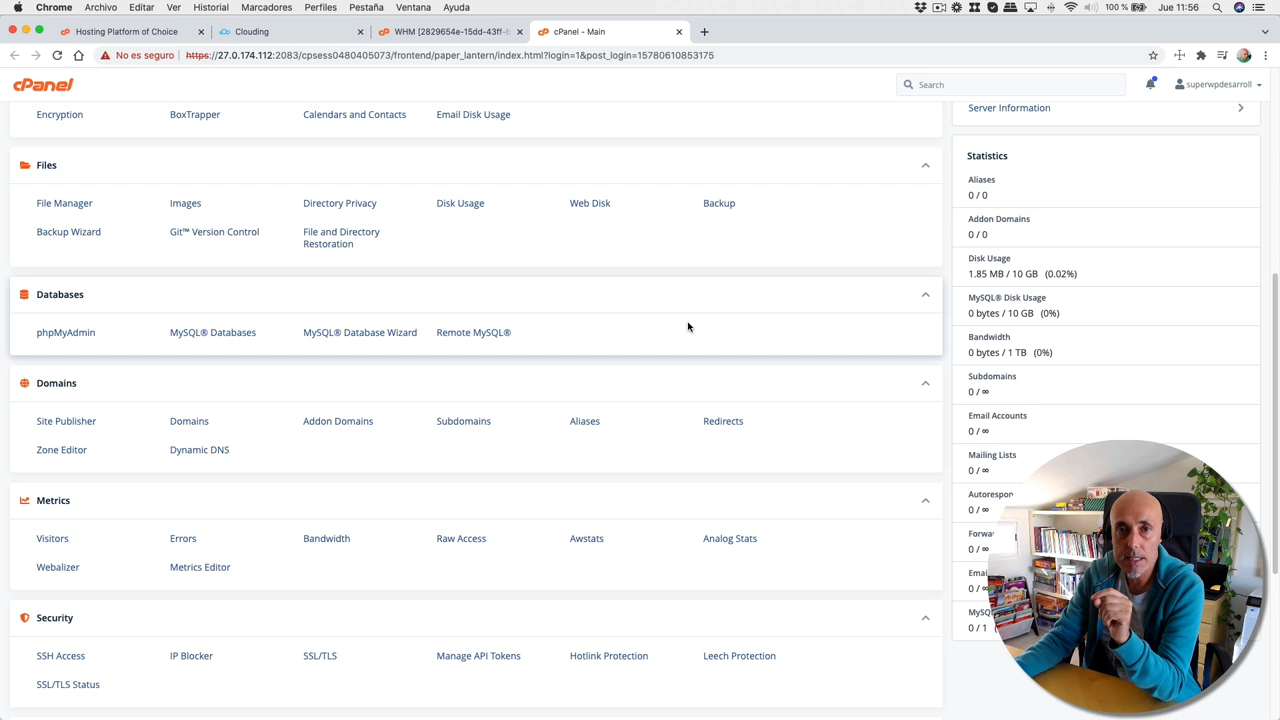 Chrome Archivo Editar Ver Historial Marcadores Perfiles Pestaña Ventana Ayuda
100 % Jue 11:56
Hosting Platform of Choice
Clouding
WHM [2829654e-15dd-43ff-b
cPanel - Main
No es seguro https://27.0.174.112:2083/cpsess0480405073/frontend/paper_lantern/index.html?login=1&post_login=15780610853175
cPanel
Search
superwpdesarroll
Encryption BoxTrapper Calendars and Contacts Email Disk Usage
Files
File Manager Images Directory Privacy Disk Usage Web Disk Backup
Backup Wizard Git™ Version Control File and Directory
Restoration
Databases
phpMyAdmin MySQL® Databases MySQL® Database Wizard Remote MySQL®
Domains
Site Publisher Domains Addon Domains Subdomains Aliases Redirects
Zone Editor Dynamic DNS
Metrics
Visitors Errors Bandwidth Raw Access Awstats Analog Stats
Webalizer Metrics Editor
Security
SSH Access IP Blocker SSL/TLS Manage API Tokens Hotlink Protection Leech Protection
SSL/TLS Status
Server Information
Statistics
Aliases
0 / 0
Addon Domains
0 / 0
Disk Usage
1.85 MB / 10 GB (0.02%)
MySQL® Disk Usage
0 bytes / 10 GB (0%)
Bandwidth
0 bytes / 1 TB (0%)
Subdomains
0 / ∞
Email Accounts
0 / ∞
Mailing Lists
0 / ∞
Autorespon
0 / ∞
Forwa
0 / ∞
Emai
0 / ∞
MySQ
0 / 1